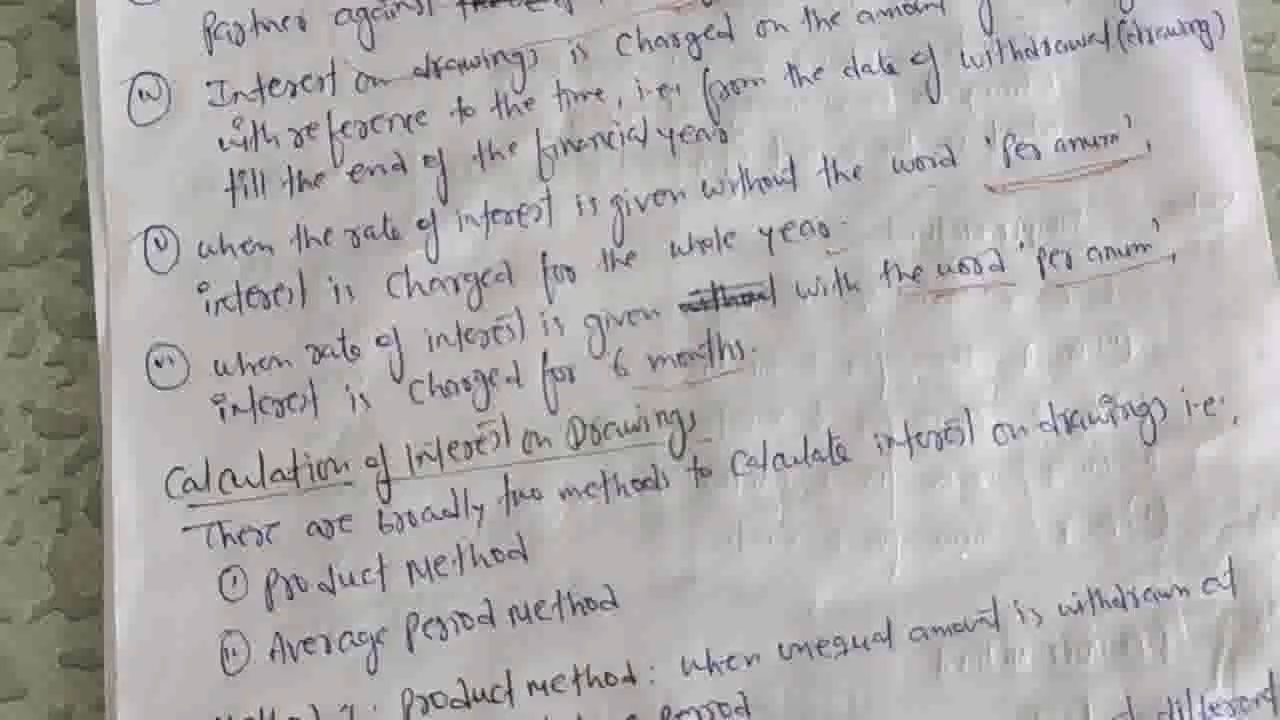 Partner against
(iv) Interest on drawings is charged on the amount
with reference to the time, i.e. from the date of withdrawal (drawing)
till the end of the financial year
(v) when the rate of interest is given without the word 'per anum',
interest is charged for the whole year.
(vi) when rate of interest is given with the word 'per anum',
interest is charged for 6 months.
Calculation of Interest on Drawings
There are broadly two methods to calculate interest on drawings i.e.,
(i) Product Method
(ii) Average Period Method
Product method: when unequal amount is withdrawn at
period different